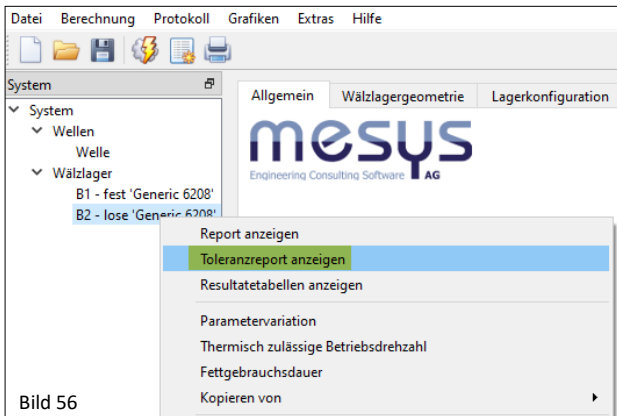 Datei Berechnung Protokoll Grafiken Extras Hilfe
System
Allgemein Wälzlagergeometrie Lagerkonfiguration
System
Wellen
Welle
Wälzlager
B1 - fest 'Generic 6208'
B2 - lose 'Generic 6208'
mesys
Engineering Consulting Software AG
Report anzeigen
Toleranzreport anzeigen
Resultatetabellen anzeigen
Parametervariation
Thermisch zulässige Betriebsdrehzahl
Fettgebrauchsdauer
Kopieren von
Bild 56